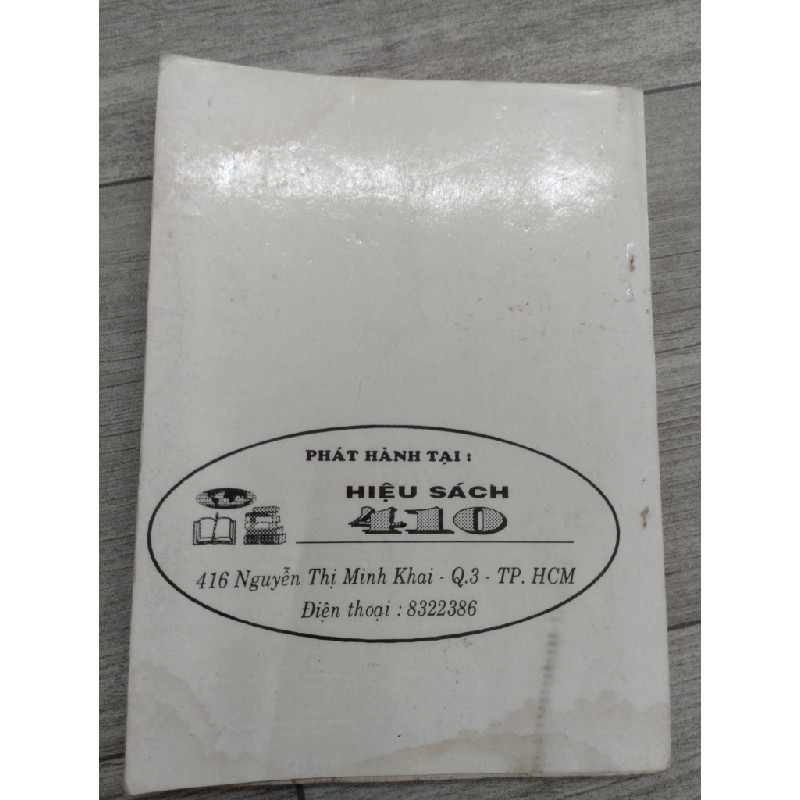 PHÁT HÀNH TẠI :
HIỆU SÁCH
410
416 Nguyễn Thị Minh Khai - Q.3 - TP. HCM
Điện thoại : 8322386